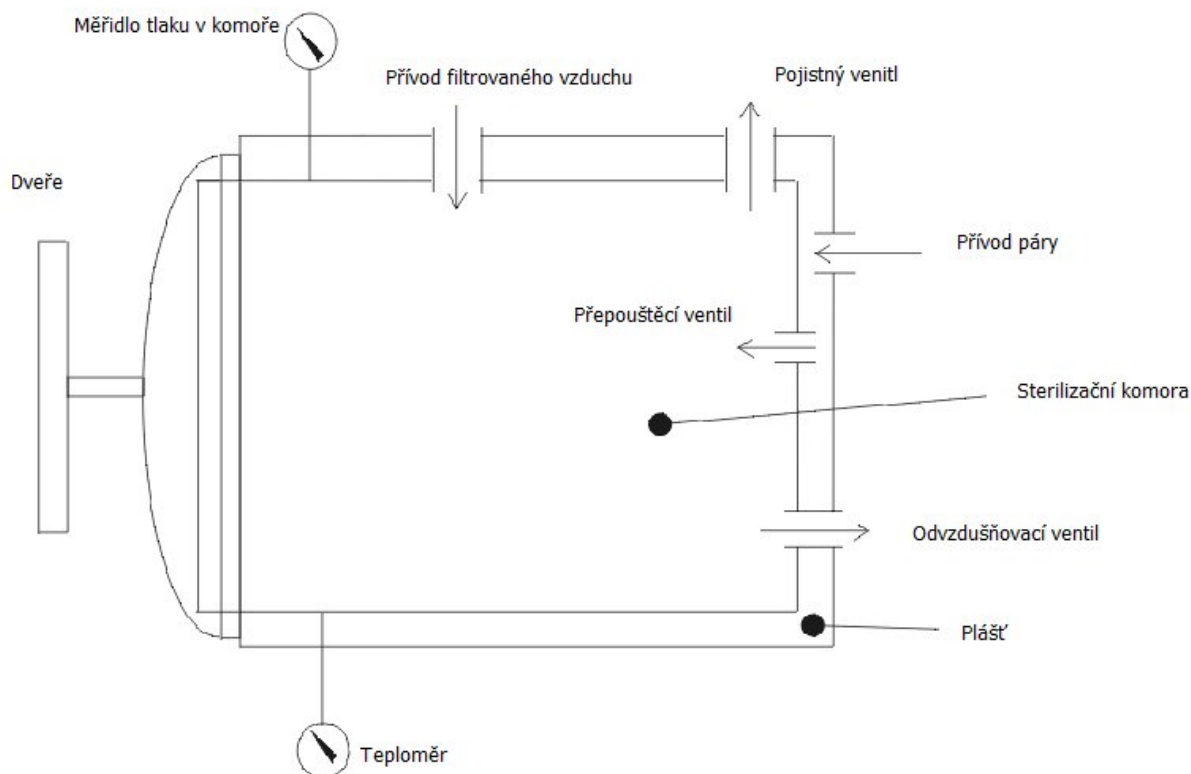 Měřidlo tlaku v komoře
Přívod filtrovaného vzduchu
Pojistný venitl
Dveře
Přívod páry
Přepouštěcí ventil
Sterilizační komora
Odvzdušňovací ventil
Plášť
Teploměr